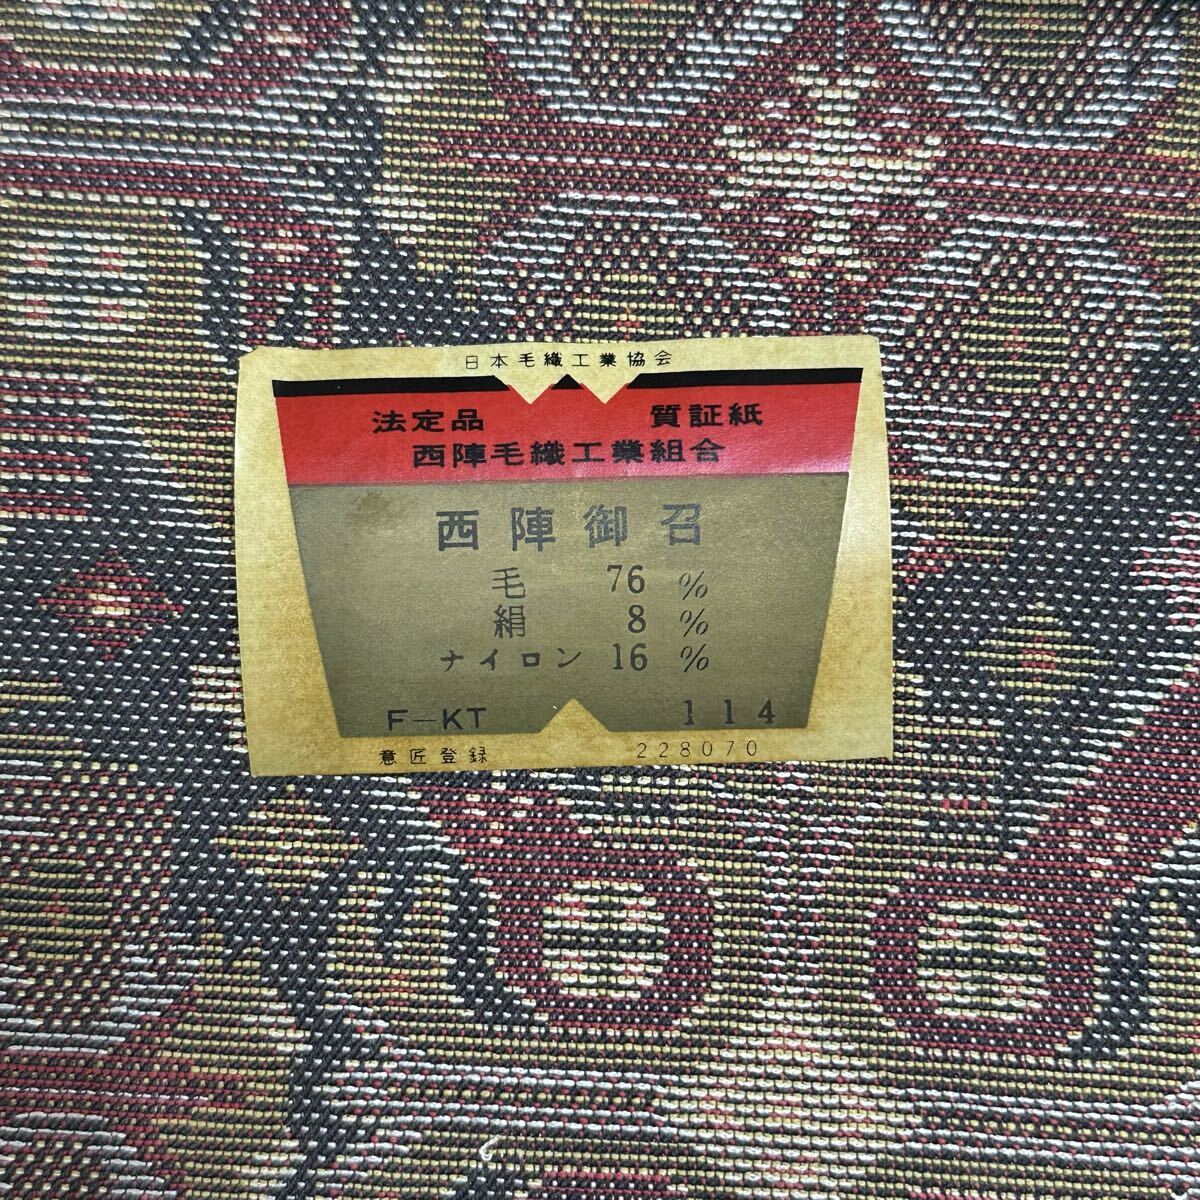 日本毛織工業協会
法定品 質証紙
西陣毛織工業組合
西陣御召
毛 76 %
絹 8 %
ナイロン 16 %
F-KT 114
意匠登録 228070